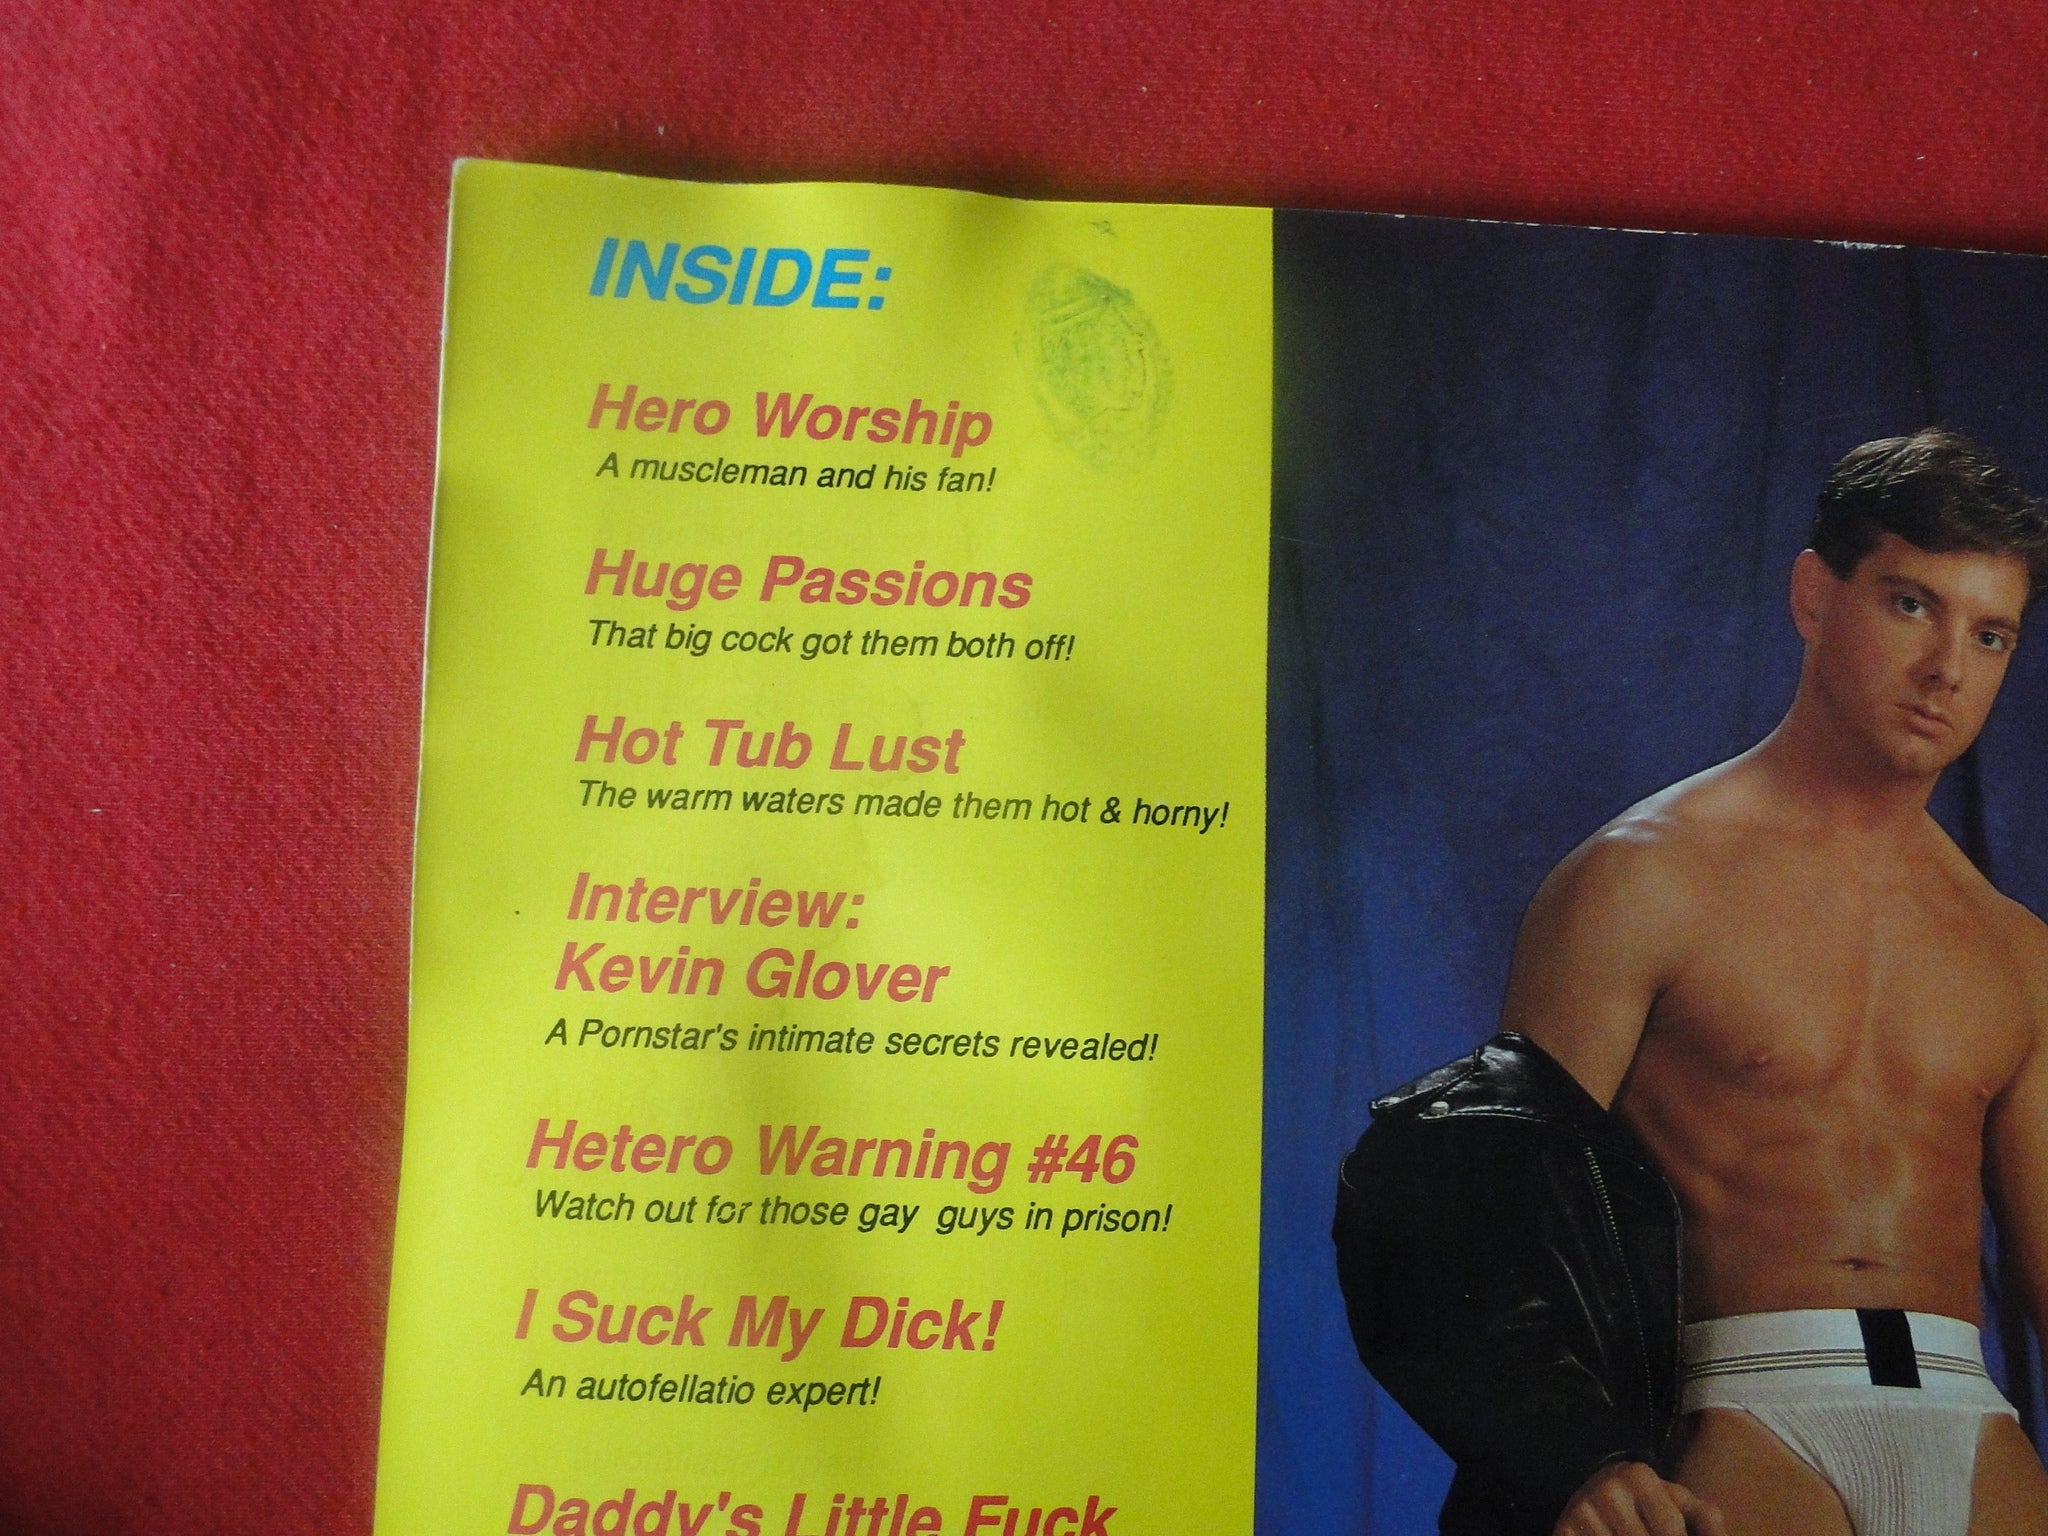 INSIDE:
Hero Worship
A muscleman and his fan!
Huge Passions
That big cock got them both off!
Hot Tub Lust
The warm waters made them hot & horny!
Interview:
Kevin Glover
A Pornstar's intimate secrets revealed!
Hetero Warning #46
Watch out for those gay guys in prison!
I Suck My Dick!
An autofellatio expert!
Daddy's Little Fuck